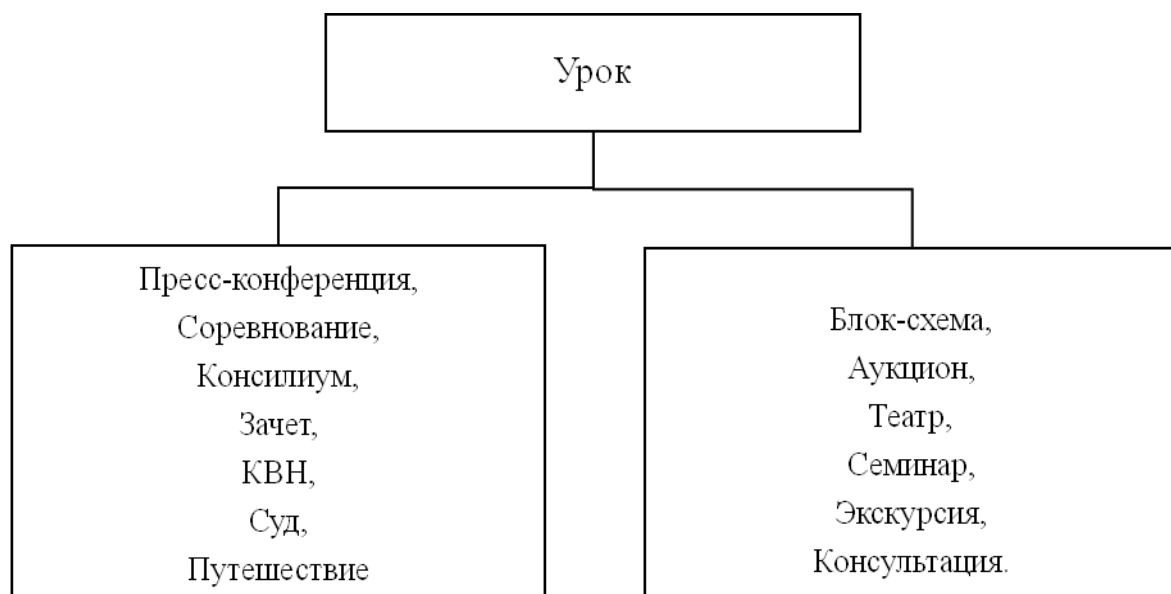 Урок
Пресс-конференция,
Соревнование,
Консилиум,
Зачет,
КВН,
Суд,
Путешествие
Блок-схема,
Аукцион,
Театр,
Семинар,
Экскурсия,
Консультация.